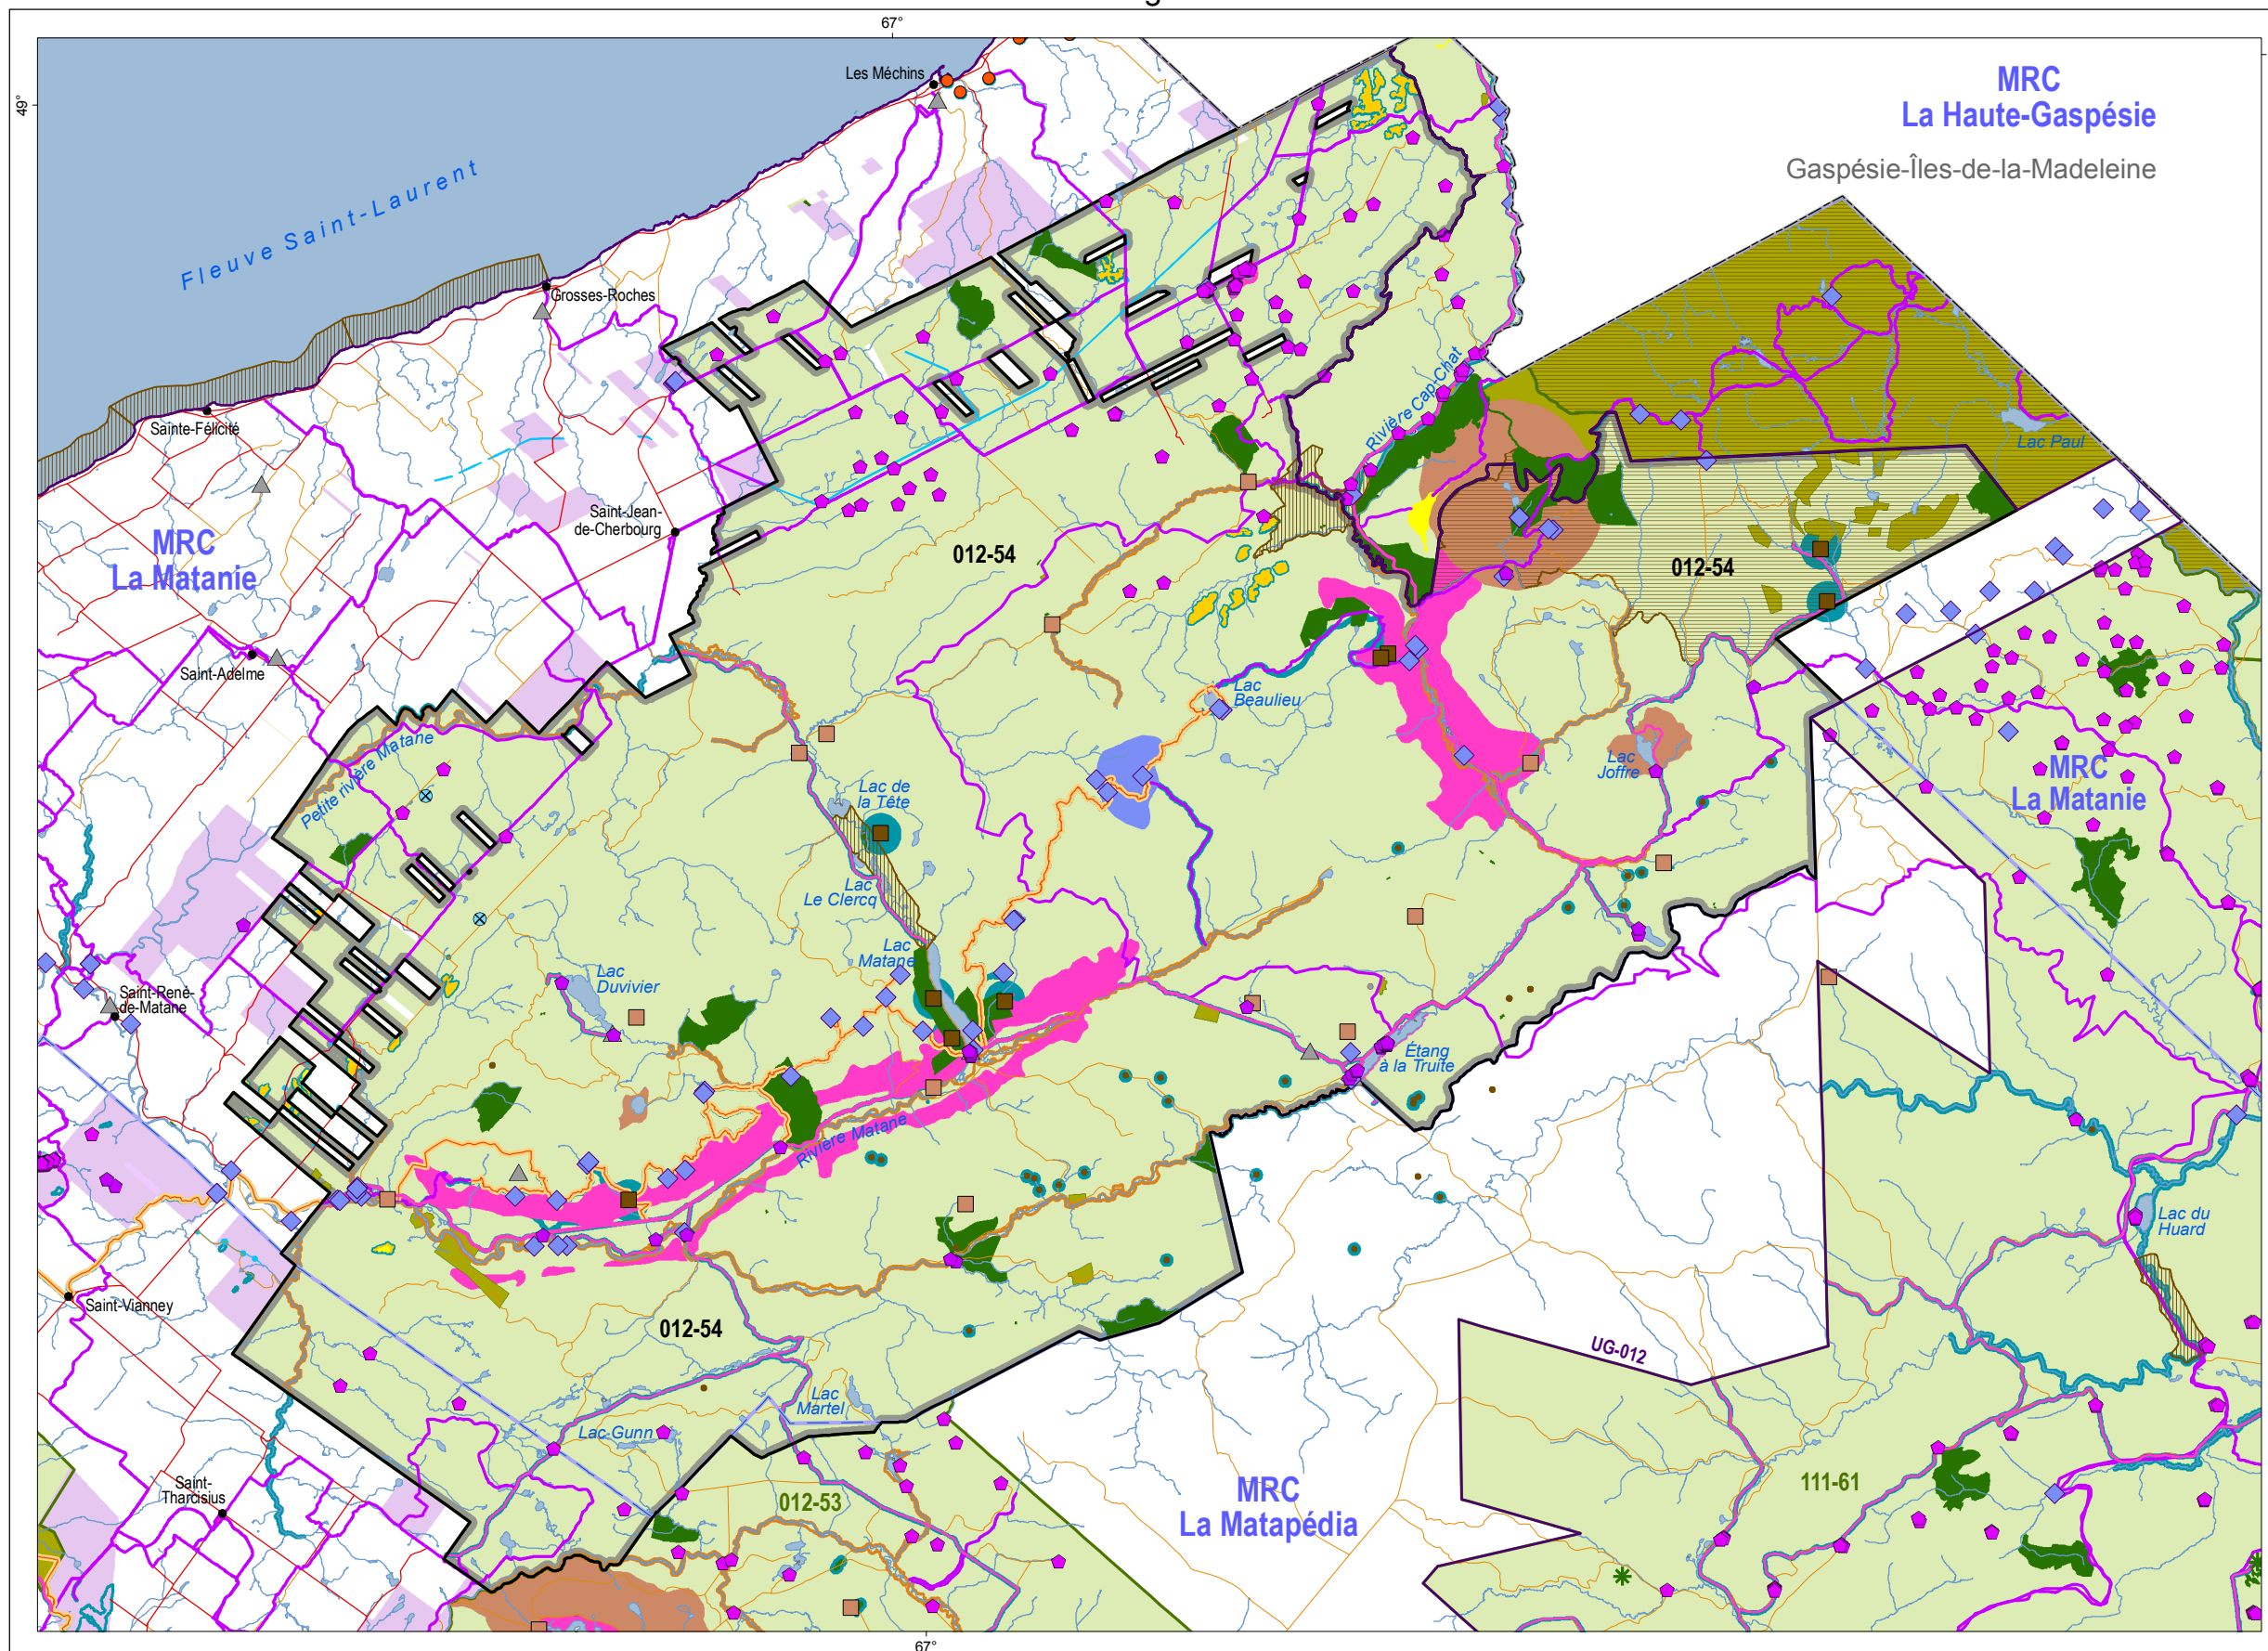 67°
49°
Les Méchins
MRC
La Haute-Gaspésie
Gaspésie-Îles-de-la-Madeleine
Fleuve Saint-Laurent
Grosses-Roches
Sainte-Félicité
Rivière Cap-Chat
Lac Paul
Saint-Jean-
de-Cherbourg
MRC
La Matanie
012-54
012-54
Saint-Adelme
Lac
Beaulieu
Petite rivière Matane
Lac
Joffre
MRC
La Matanie
Lac de
la Tête
Lac
Le Clercq
Lac
Matane
Lac
Duvivier
Saint-René-
de-Matane
Étang
à la Truite
Rivière Matane
Lac du
Huard
Saint-Vianney
012-54
UG-012
Lac
Martel
Lac Gunn
Saint-
Tharcisius
012-53
MRC
La Matapédia
111-61
67°